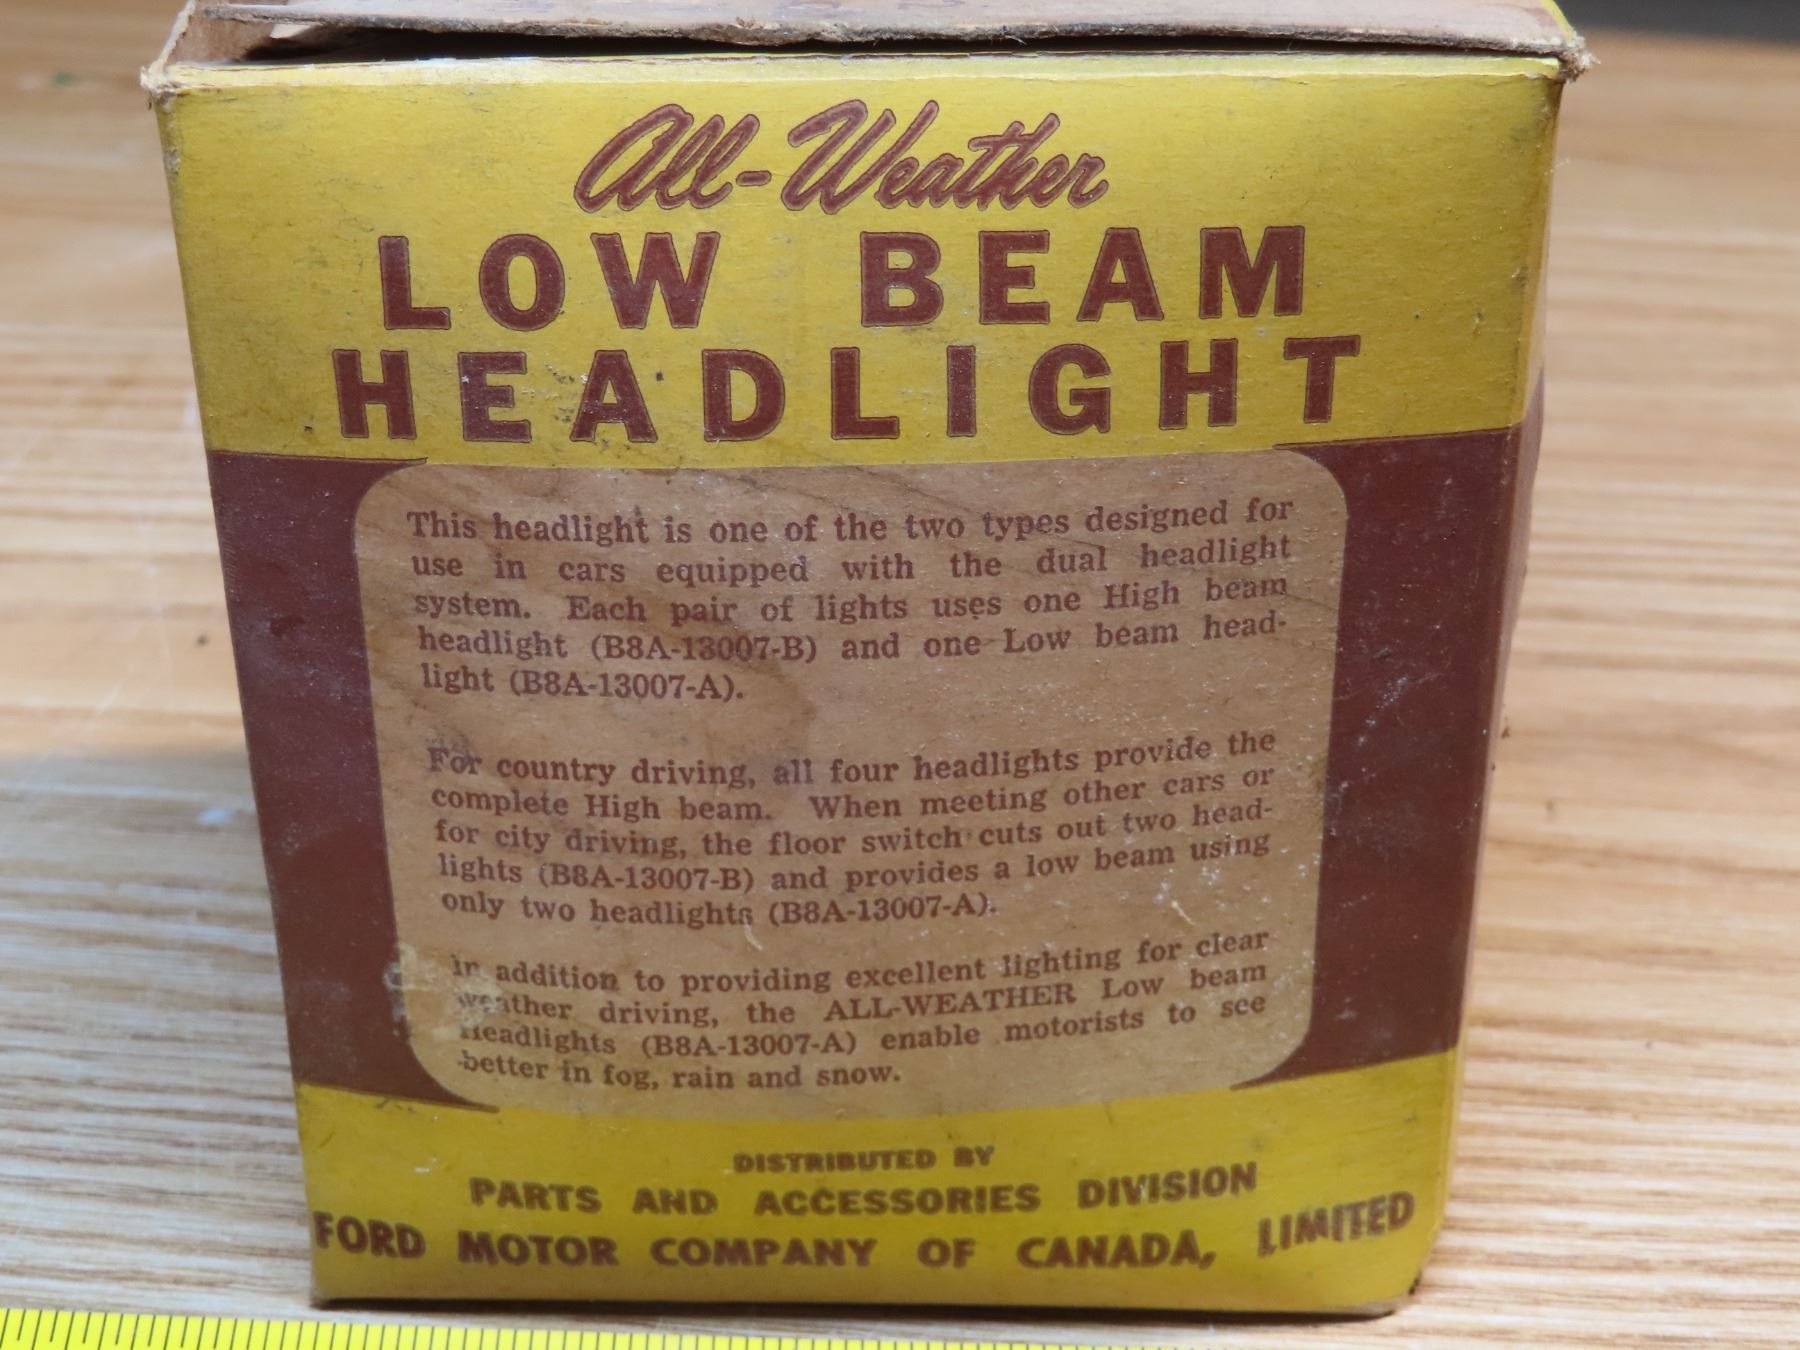 All-Weather
LOW BEAM
HEADLIGHT
This headlight is one of the two types designed for
use in cars equipped with the dual headlight
system. Each pair of lights uses one High beam
headlight (B8A-13007-B) and one Low beam head-
light (B8A-13007-A).
For country driving, all four headlights provide the
complete High beam. When meeting other cars or
for city driving, the floor switch cuts out two head-
lights (B8A-13007-B) and provides a low beam using
only two headlights (B8A-13007-A).
In addition to providing excellent lighting for clear
weather driving, the ALL-WEATHER Low beam
Headlights (B8A-13007-A) enable motorists to see
better in fog, rain and snow.
DISTRIBUTED BY
PARTS AND ACCESSORIES DIVISION
FORD MOTOR COMPANY OF CANADA, LIMITED